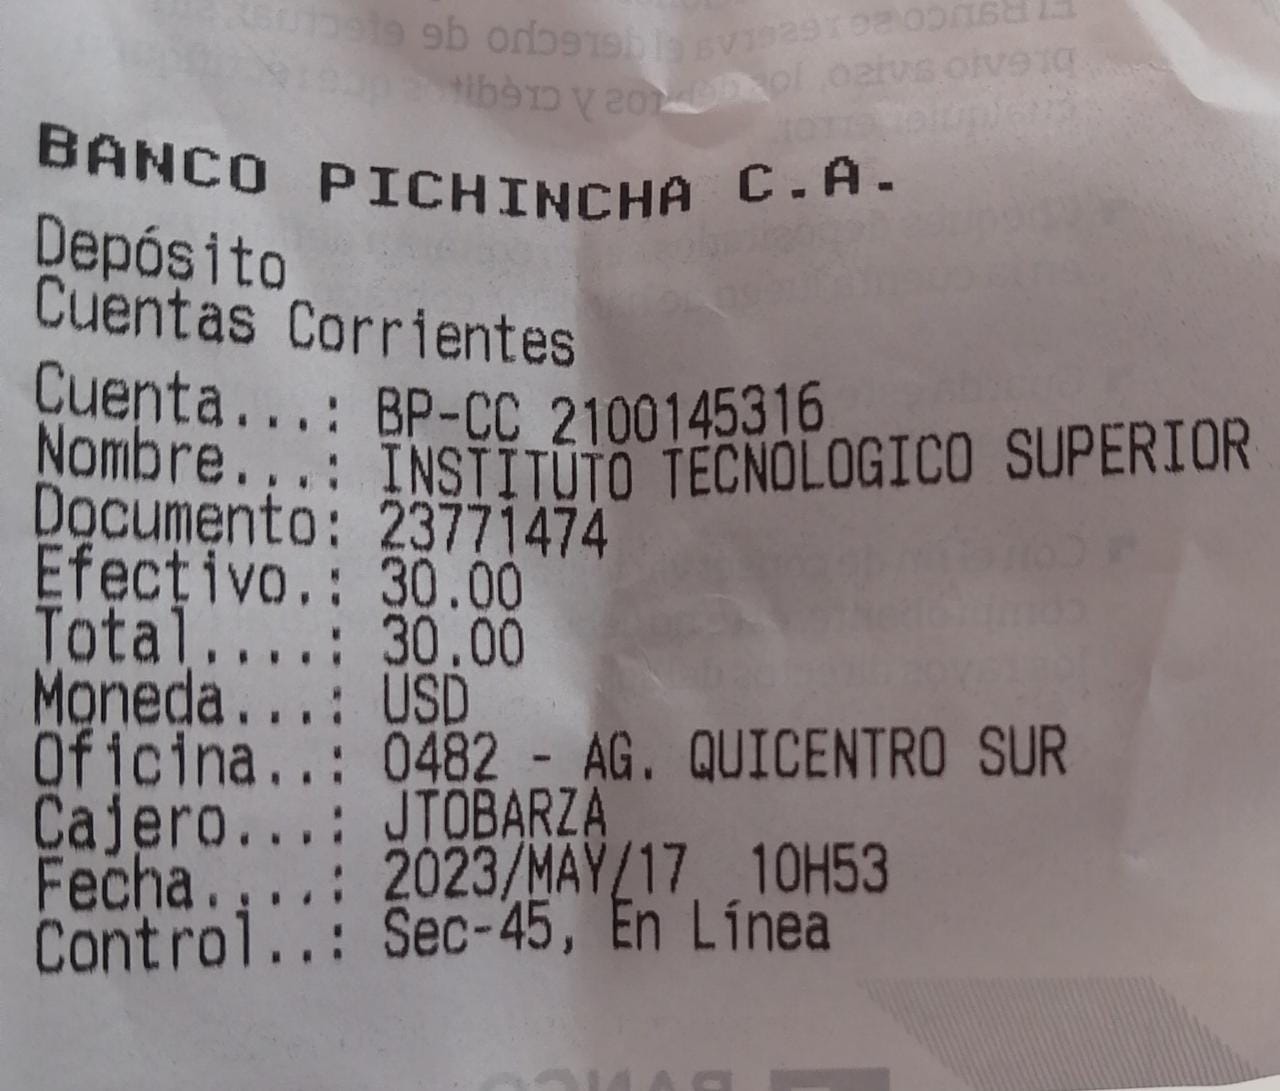 BANCO PICHINCHA C.A.
Depósito
Cuentas Corrientes
Cuenta...: BP-CC 2100145316
Nombre...: INSTITUTO TECNOLOGICO SUPERIOR
Documento: 23771474
Efectivo.: 30.00
Total....: 30.00
Moneda...: USD
Oficina..: 0482 - AG. QUICENTRO SUR
Cajero...: JTOBARZA
Fecha....: 2023/MAY/17 10H53
Control..: Sec-45, En Línea